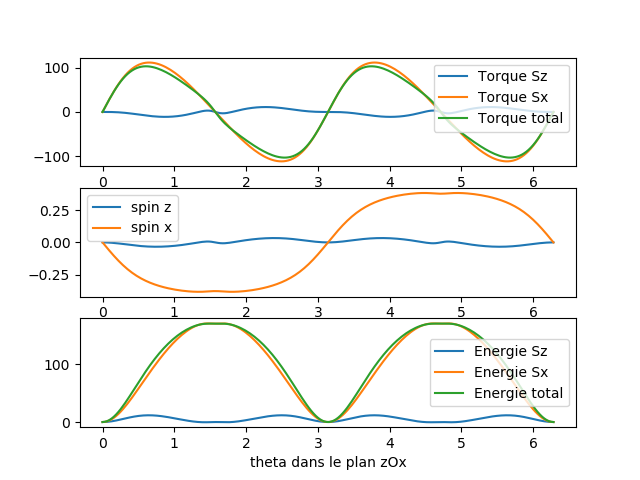 100
0
−100
Torque Sz
Torque Sx
Torque total
0 1 2 3 4 5 6
0.25
0.00
−0.25
spin z
spin x
0 1 2 3 4 5 6
100
0
Energie Sz
Energie Sx
Energie total
0 1 2 3 4 5 6
theta dans le plan zOx